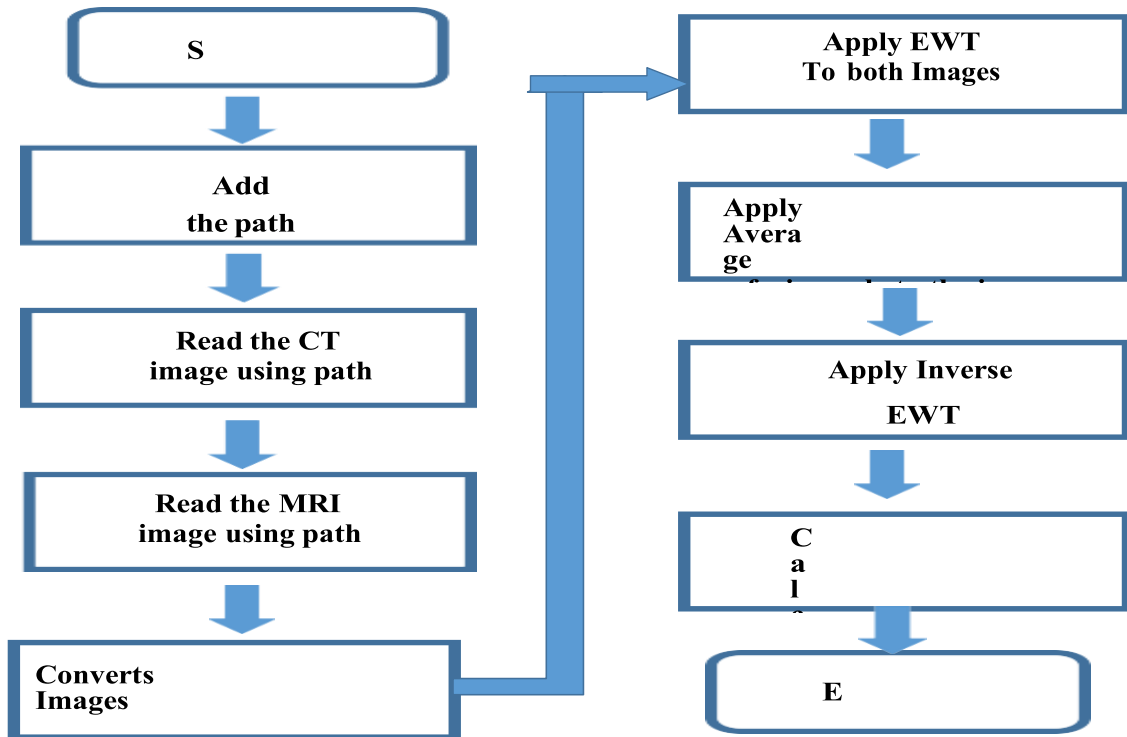 S
Add
the path
Read the CT
image using path
Read the MRI
image using path
Converts
Images
Apply EWT
To both Images
Apply
Avera
ge
Apply Inverse
EWT
C
a
l
E